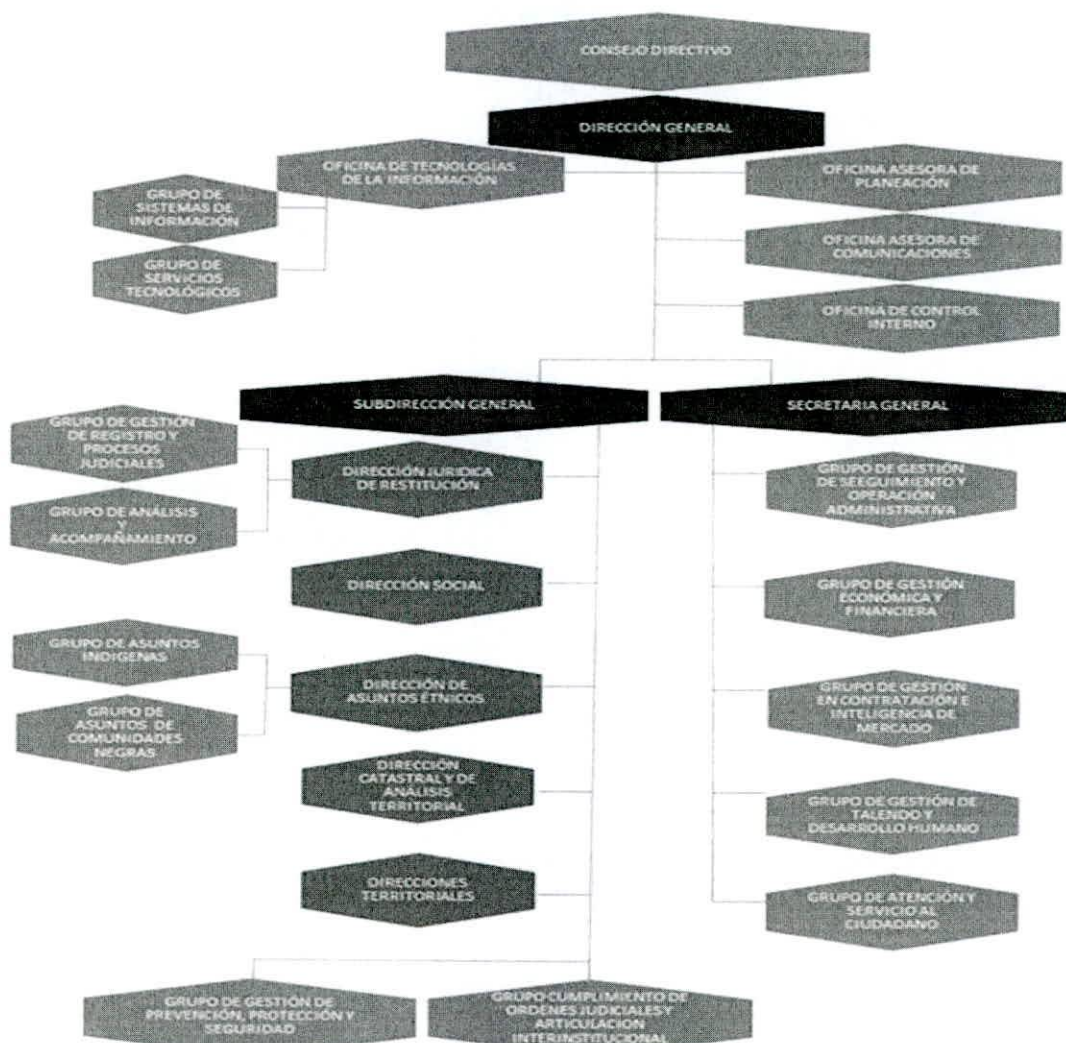 CONSEJO DIRECTIVO
DIRECCIÓN GENERAL
OFICINA DE TECNOLOGÍAS
DE LA INFORMACIÓN
GRUPO DE
SISTEMAS DE
INFORMACIÓN
GRUPO DE
SERVICIOS
TECNOLÓGICOS
OFICINA ASESORA DE
PLANEACIÓN
OFICINA ASESORA DE
COMUNICACIONES
OFICINA DE CONTROL
INTERNO
SUBDIRECCIÓN GENERAL
SECRETARIA GENERAL
GRUPO DE GESTIÓN
DE REGISTRO Y
PROCESOS
JUDICIALES
GRUPO DE ANÁLISIS
Y
ACOMPAÑAMIENTO
DIRECCIÓN JURIDICA
DE RESTITUCIÓN
DIRECCIÓN SOCIAL
GRUPO DE ASUNTOS
INDIGENAS
GRUPO DE
ASUNTOS DE
COMUNIDADES
NEGRAS
DIRECCIÓN DE
ASUNTOS ÉTNICOS
DIRECCIÓN
CATASTRAL Y DE
ANÁLISIS
TERRITORIAL
DIRECCIONES
TERRITORIALES
GRUPO DE GESTIÓN DE
PREVENCIÓN, PROTECCIÓN Y
SEGURIDAD
GRUPO CUMPLIMIENTO DE
ORDENES JUDICIALES Y
ARTICULACION
INTERINSTITUCIONAL
GRUPO DE GESTIÓN
DE SEEGUIMIENTO Y
OPERACIÓN
ADMINISTRATIVA
GRUPO DE GESTIÓN
ECONÓMICA Y
FINANCIERA
GRUPO DE GESTIÓN
EN CONTRATACIÓN E
INTELIGENCIA DE
MERCADO
GRUPO DE GESTIÓN DE
TALENDO Y
DESARROLLO HUMANO
GRUPO DE ATENCIÓN Y
SERVICIO AL
CIUDADANO